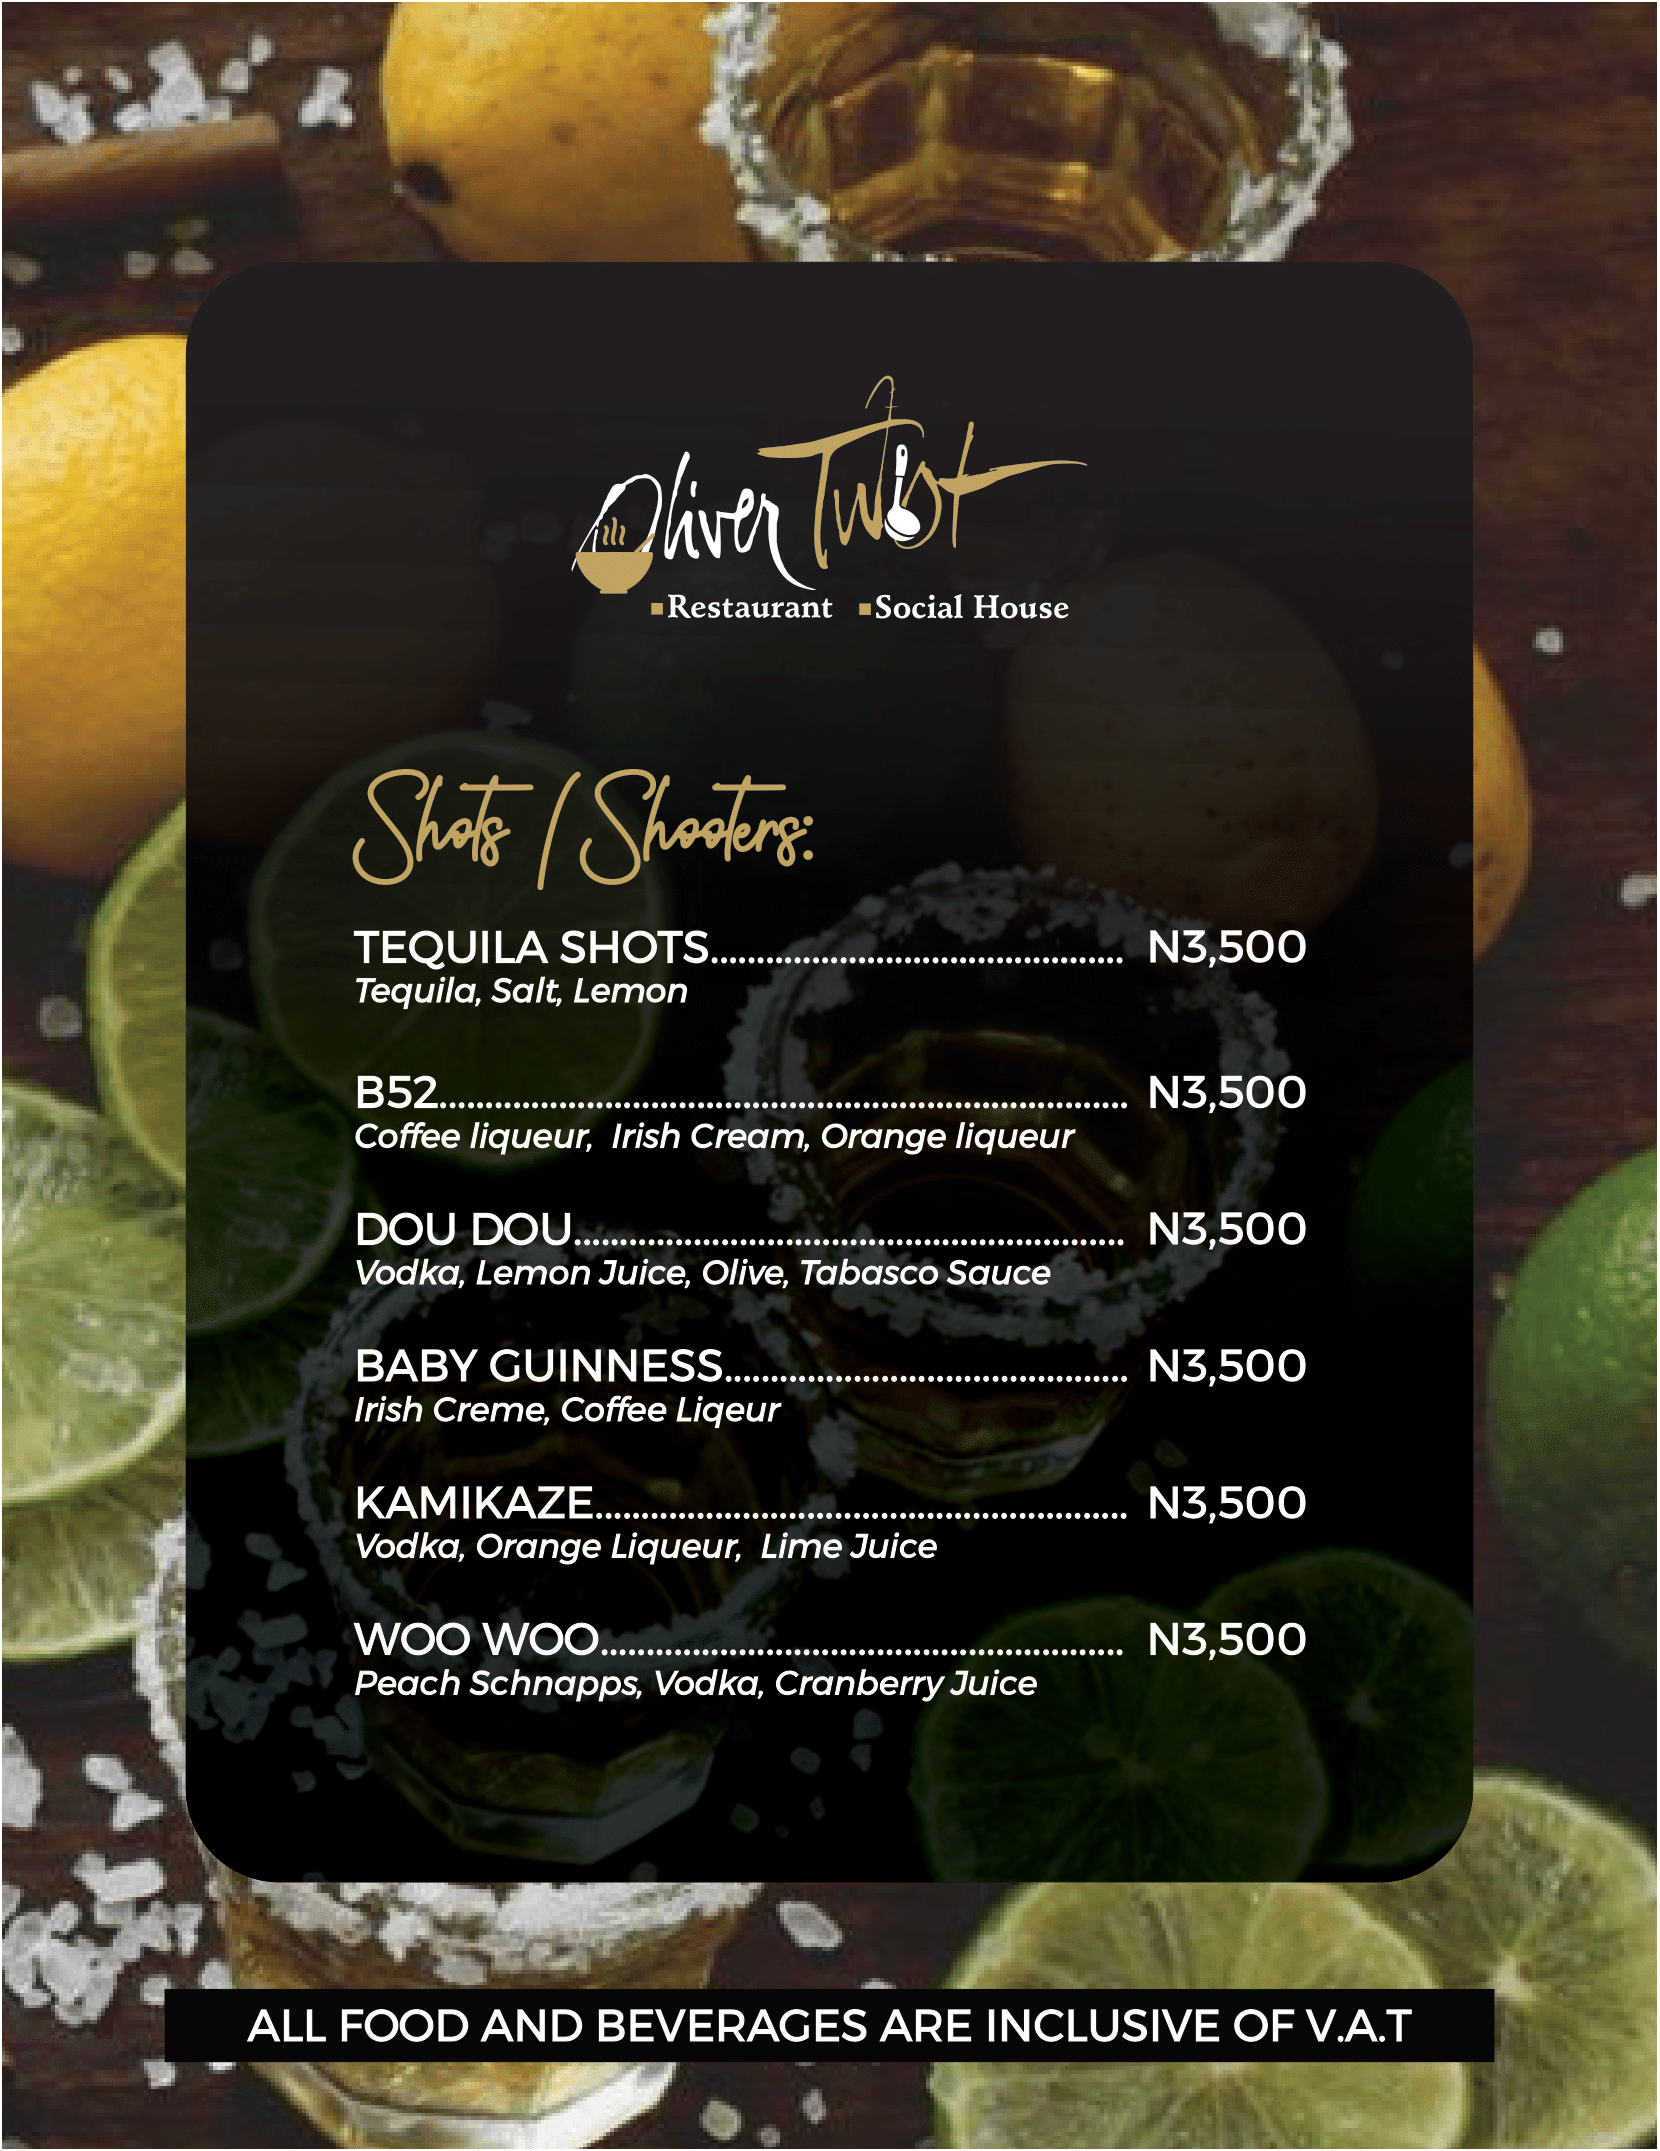 Oliver Twist
▪Restaurant ▪Social House
Shots / Shooters:
TEQUILA SHOTS............................................. N3,500
Tequila, Salt, Lemon
B52........................................................................... N3,500
Coffee liqueur, Irish Cream, Orange liqueur
DOU DOU............................................................ N3,500
Vodka, Lemon Juice, Olive, Tabasco Sauce
BABY GUINNESS............................................ N3,500
Irish Creme, Coffee Liqeur
KAMIKAZE.......................................................... N3,500
Vodka, Orange Liqueur, Lime Juice
WOO WOO......................................................... N3,500
Peach Schnapps, Vodka, Cranberry Juice
ALL FOOD AND BEVERAGES ARE INCLUSIVE OF V.A.T